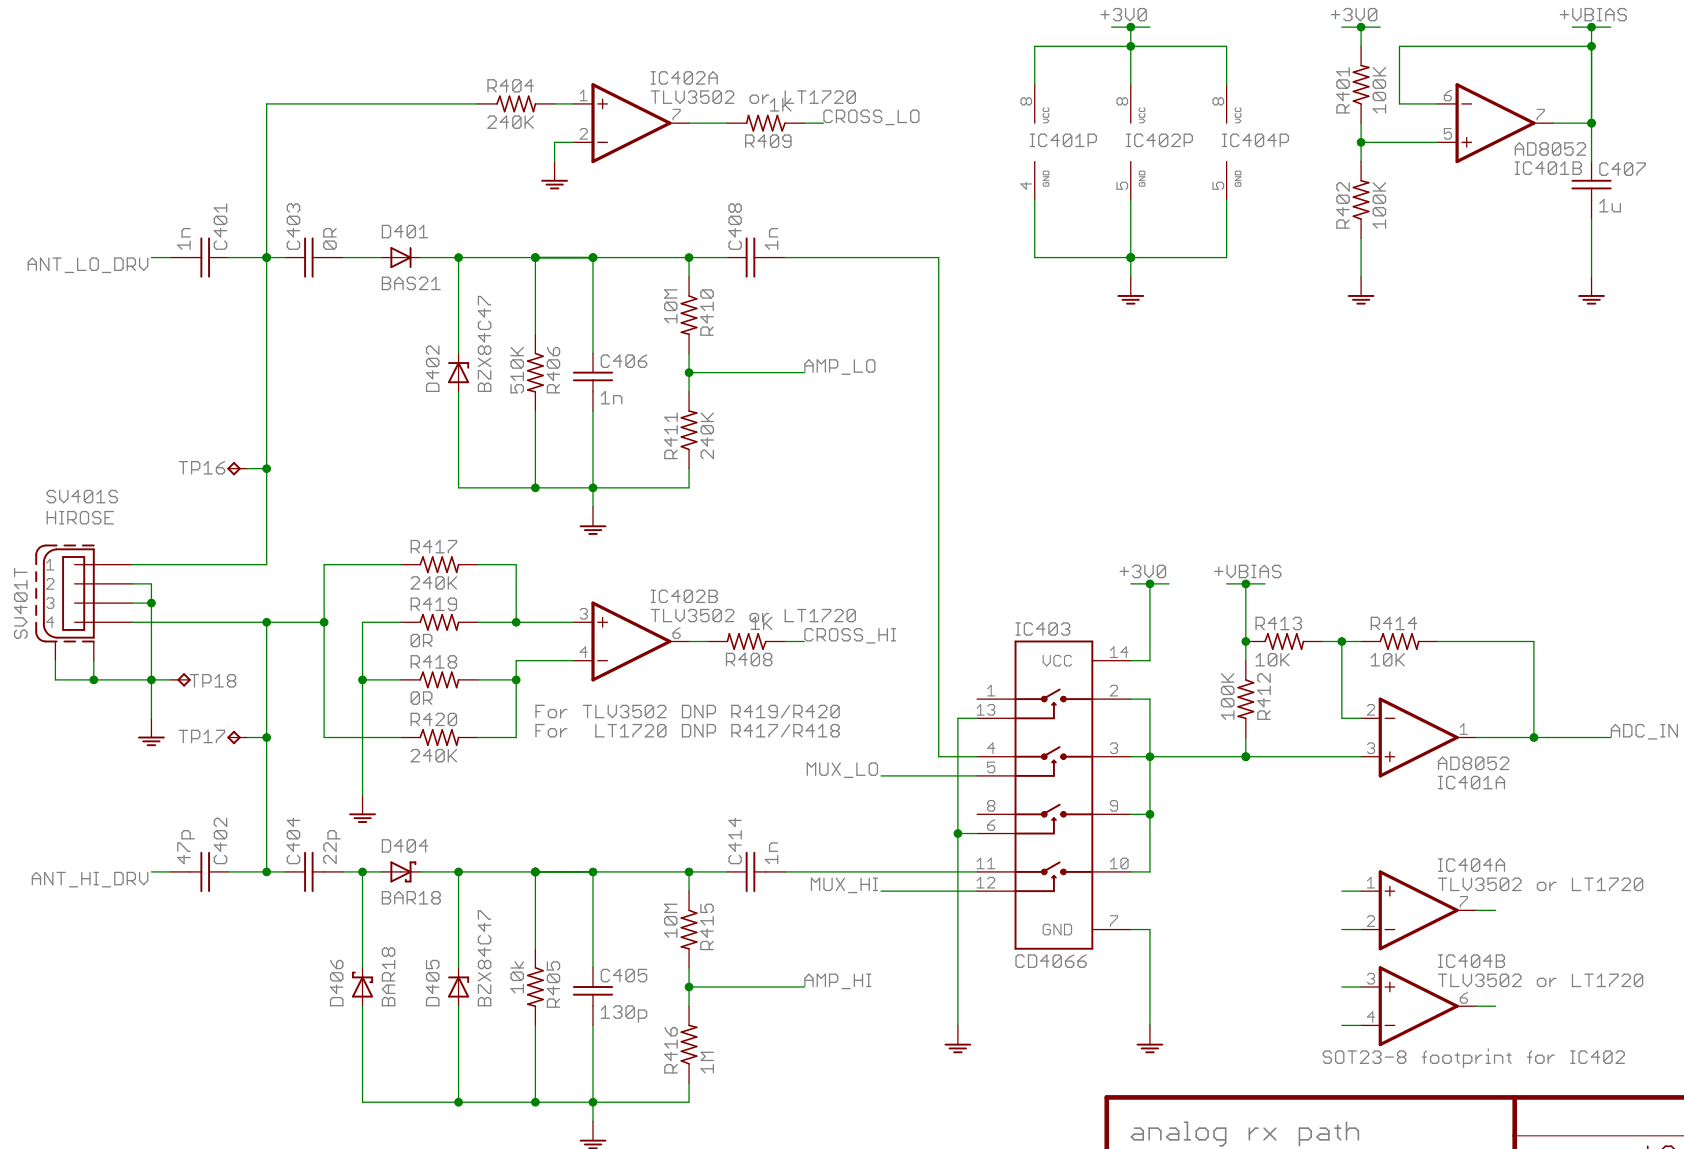 +3V0
+3V0
+VBIAS
R404
240K
1
2
IC402A
TLV3502 or LT1720
7
1K
R409
CROSS_LO
8
VCC
8
VCC
8
VCC
IC401P
IC402P
IC404P
4
GND
5
GND
5
GND
R401
100K
R402
100K
6
5
7
AD8052
IC401B
C407
1u
ANT_LO_DRV
1n
C401
C403
0R
D401
BAS21
C408
1n
D402
BZX84C47
510K
R406
C406
1n
10M
R410
AMP_LO
R411
240K
TP16
SV401S
HIROSE
SV401T
1
2
3
4
TP18
TP17
R417
240K
R419
0R
R418
0R
R420
240K
3
4
IC402B
TLV3502 or LT1720
6
1K
R408
CROSS_HI
For TLV3502 DNP R419/R420
For LT1720 DNP R417/R418
+3V0
+VBIAS
IC403
VCC
14
1
2
13
4
3
5
8
9
6
11
10
12
GND
7
CD4066
MUX_LO
MUX_HI
R413
10K
R414
10K
100K
R412
2
3
1
AD8052
IC401A
ADC_IN
ANT_HI_DRV
47p
C402
C404
22p
D404
BAR18
C414
1n
D406
BAR18
D405
BZX84C47
10k
R405
C405
130p
10M
R415
AMP_HI
R416
1M
IC404A
TLV3502 or LT1720
1
2
7
IC404B
TLV3502 or LT1720
3
4
6
SOT23-8 footprint for IC402
analog rx path